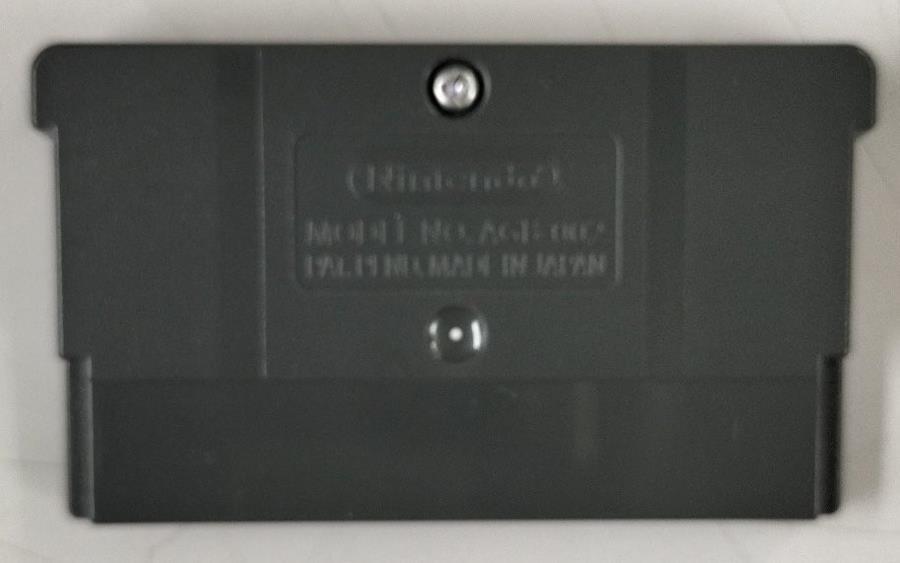 (Nintendo)
MODEL NO. AGB-002
PAT. PEND. MADE IN JAPAN